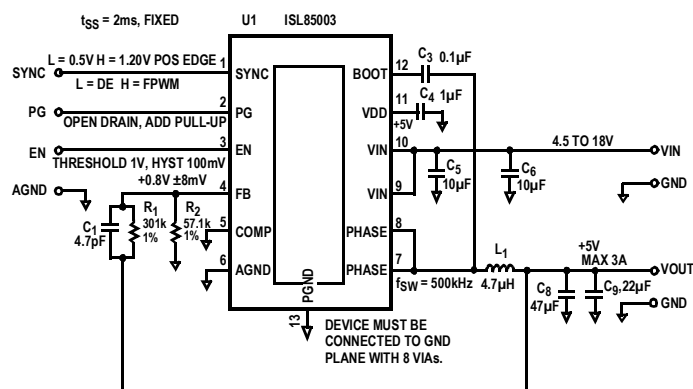 tSS = 2ms, FIXED
U1 ISL85003
L = 0.5V H = 1.20V POS EDGE
SYNC
L = DE H = FPWM
1
SYNC
PG
OPEN DRAIN, ADD PULL-UP
2
PG
EN
THRESHOLD 1V, HYST 100mV
3
EN
AGND
+0.8V ±8mV
4
FB
C1
4.7pF
R1
301k
1%
R2
57.1k
1%
5
COMP
6
AGND
PGND
13
DEVICE MUST BE
CONNECTED TO GND
PLANE WITH 8 VIAs.
BOOT
12
C3 0.1µF
VDD
11
C4 1µF
+5V
VIN
10
4.5 TO 18V
VIN
C5
10µF
C6
10µF
GND
VIN
9
PHASE
8
PHASE
7
L1
4.7µH
fSW = 500kHz
+5V
MAX 3A
VOUT
C8
47µF
C9,22µF
GND